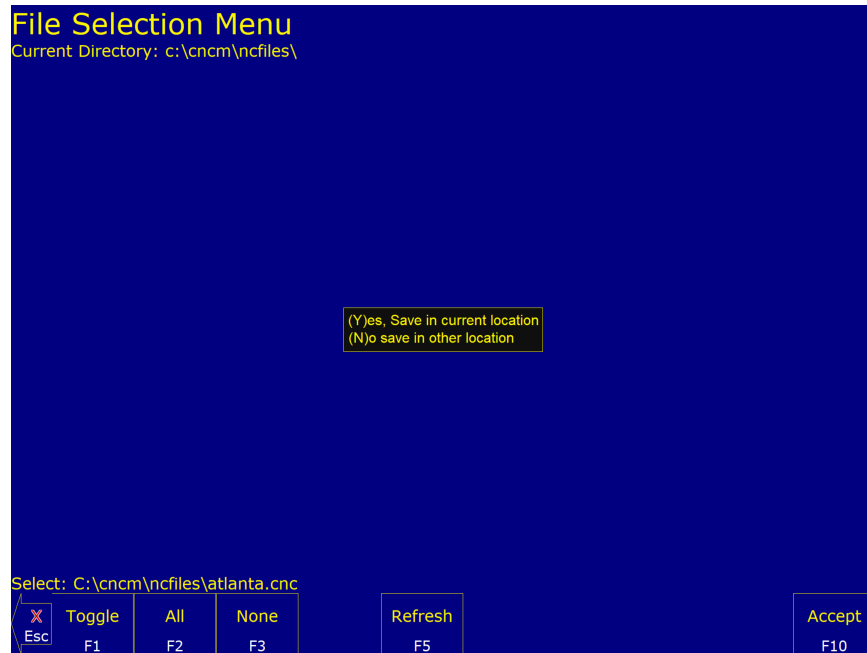 File Selection Menu
Current Directory: c:\cncm\ncfiles\
(Y)es, Save in current location
(N)o save in other location
Select: C:\cncm\ncfiles\atlanta.cnc
X Toggle All None Refresh Accept
Esc F1 F2 F3 F5 F10